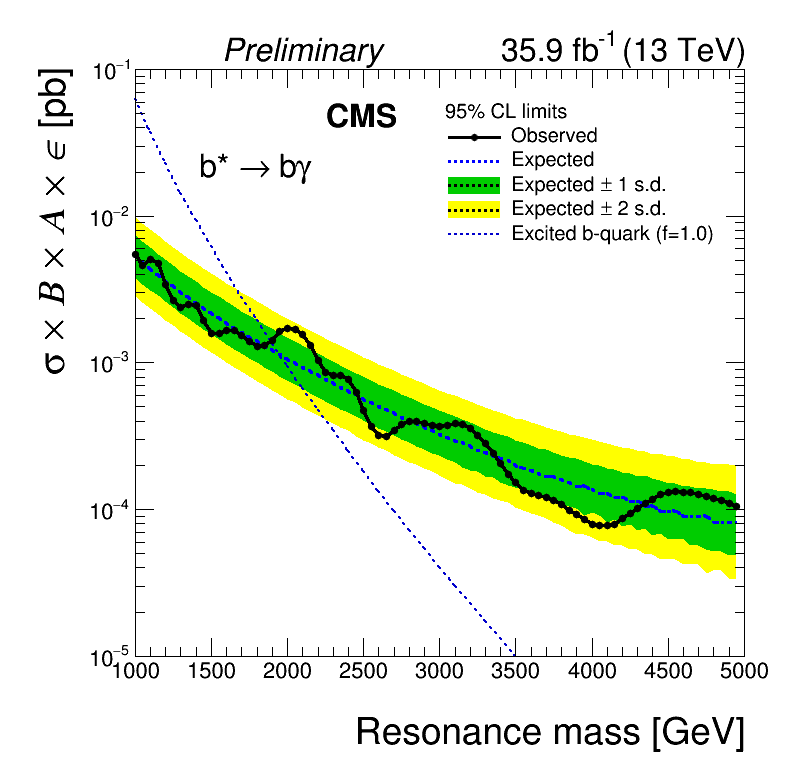 Preliminary 35.9 fb⁻¹ (13 TeV)
CMS
b* → bγ
95% CL limits
Observed
Expected
Expected ± 1 s.d.
Expected ± 2 s.d.
Excited b-quark (f=1.0)
σ × B × A × ϵ [pb]
10⁻¹
10⁻²
10⁻³
10⁻⁴
10⁻⁵
1000 1500 2000 2500 3000 3500 4000 4500 5000
Resonance mass [GeV]